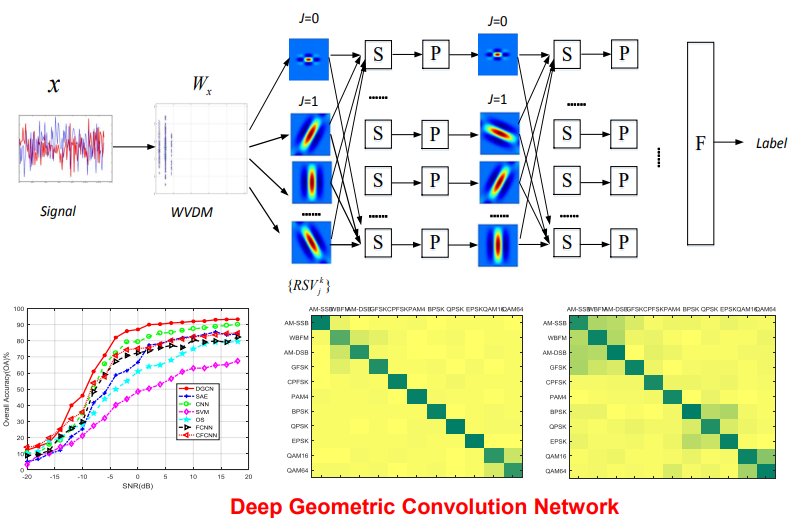 J=0
J=0
S P S P
x
W_x
...... ......
J=1
J=1
S P S P
F Label
......
S P S P
Signal
WVDM
...... ...... ...... ......
S P S P
{RSV_j^k}
100
90
80
70
60
50
40
30
20
10
0
Overall Accuracy(OA)%
DGCN
SAE
CNN
SVM
OS
FCNN
CFCNN
-20 -15 -10 -5 0 5 10 15 20
SNR(dB)
AM-SSB WBFM AM-DSB GFSK CPFSK PAM4 BPSK QPSK EPSK QAM16 QAM64
AM-SSB
WBFM
AM-DSB
GFSK
CPFSK
PAM4
BPSK
QPSK
EPSK
QAM16
QAM64
AM-SSB WBFM AM-DSB GFSK CPFSK PAM4 BPSK QPSK EPSK QAM16 QAM64
AM-SSB
WBFM
AM-DSB
GFSK
CPFSK
PAM4
BPSK
QPSK
EPSK
QAM16
QAM64
Deep Geometric Convolution Network